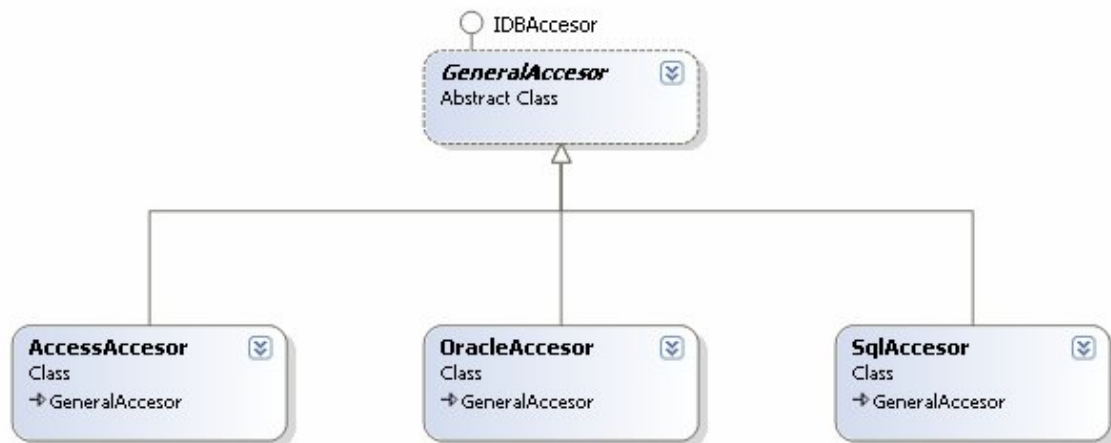 IDBAccesor
GeneralAccesor
Abstract Class
AccessAccesor
Class
GeneralAccesor
OracleAccesor
Class
GeneralAccesor
SqlAccesor
Class
GeneralAccesor